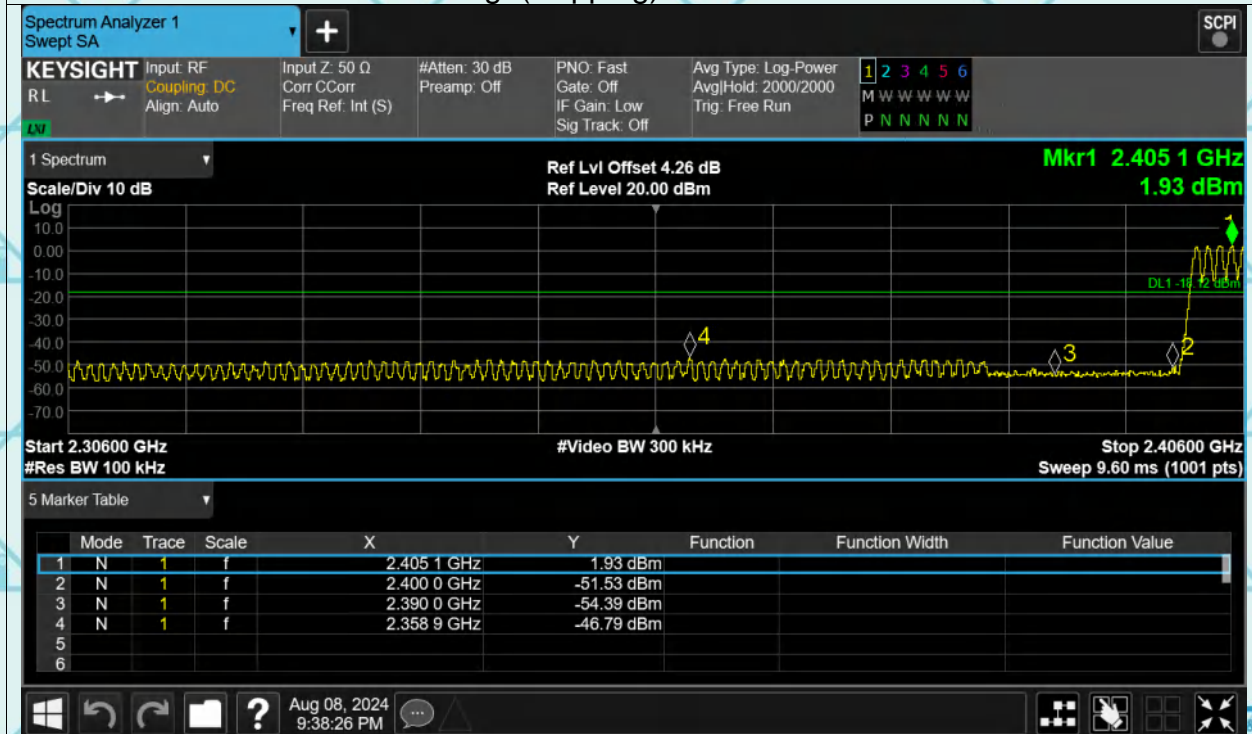 Spectrum Analyzer 1
Swept SA
+
SCPI
KEYSIGHT
RL
LXI
Input: RF
Coupling: DC
Align: Auto
Input Z: 50 Ω
Corr CCorr
Freq Ref: Int (S)
#Atten: 30 dB
Preamp: Off
PNO: Fast
Gate: Off
IF Gain: Low
Sig Track: Off
Avg Type: Log-Power
Avg|Hold: 2000/2000
Trig: Free Run
1 2 3 4 5 6
M W W W W W
P N N N N N
1 Spectrum
Scale/Div 10 dB
Ref Lvl Offset 4.26 dB
Ref Level 20.00 dBm
Mkr1 2.405 1 GHz
1.93 dBm
Log
10.0
0.00
-10.0
-20.0
-30.0
-40.0
-50.0
-60.0
-70.0
1
DL1 -18.12 dBm
4
3
2
Start 2.30600 GHz
#Video BW 300 kHz
Stop 2.40600 GHz
#Res BW 100 kHz
Sweep 9.60 ms (1001 pts)
5 Marker Table
Mode Trace Scale X Y Function Function Width Function Value
1 N 1 f 2.405 1 GHz 1.93 dBm
2 N 1 f 2.400 0 GHz -51.53 dBm
3 N 1 f 2.390 0 GHz -54.39 dBm
4 N 1 f 2.358 9 GHz -46.79 dBm
5
6
?
Aug 08, 2024
9:38:26 PM